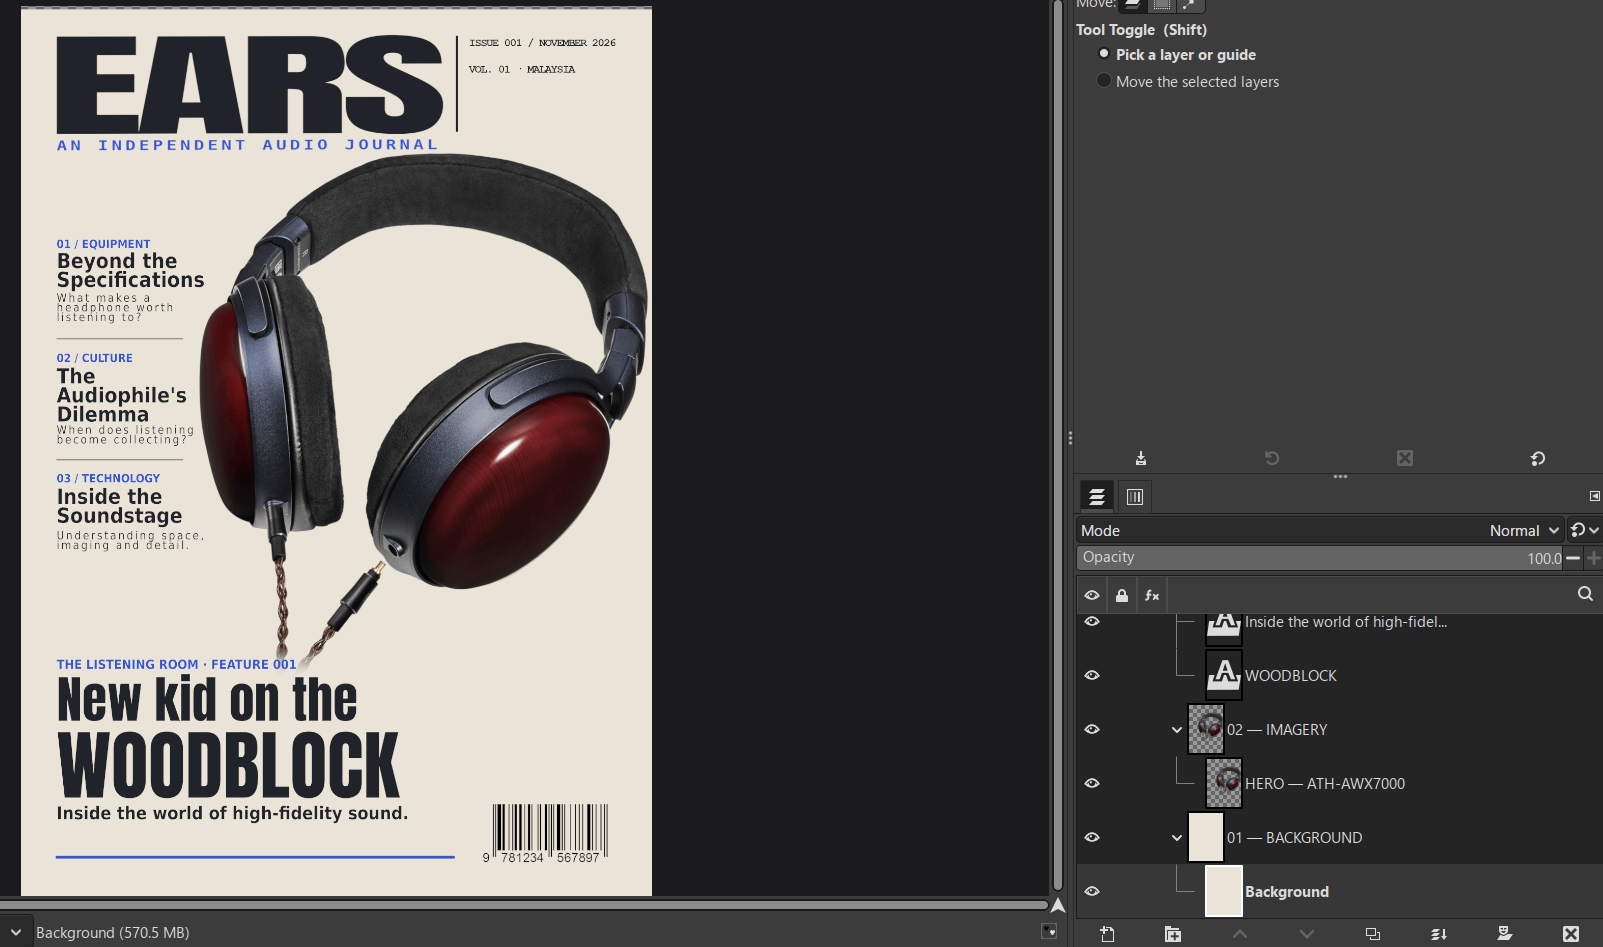 EARS
ISSUE 001 / NOVEMBER 2026
VOL. 01 · MALAYSIA
AN INDEPENDENT AUDIO JOURNAL
01 / EQUIPMENT
Beyond the
Specifications
What makes a
headphone worth
listening to?
02 / CULTURE
The
Audiophile's
Dilemma
When does listening
become collecting?
03 / TECHNOLOGY
Inside the
Soundstage
Understanding space,
imaging and detail.
THE LISTENING ROOM · FEATURE 001
New kid on the
WOODBLOCK
Inside the world of high-fidelity sound.
9 781234 567897
Background (570.5 MB)
Move:
Tool Toggle (Shift)
Pick a layer or guide
Move the selected layers
Mode Normal
Opacity 100.0
fx
Inside the world of high-fidel...
WOODBLOCK
02 — IMAGERY
HERO — ATH-AWX7000
01 — BACKGROUND
Background